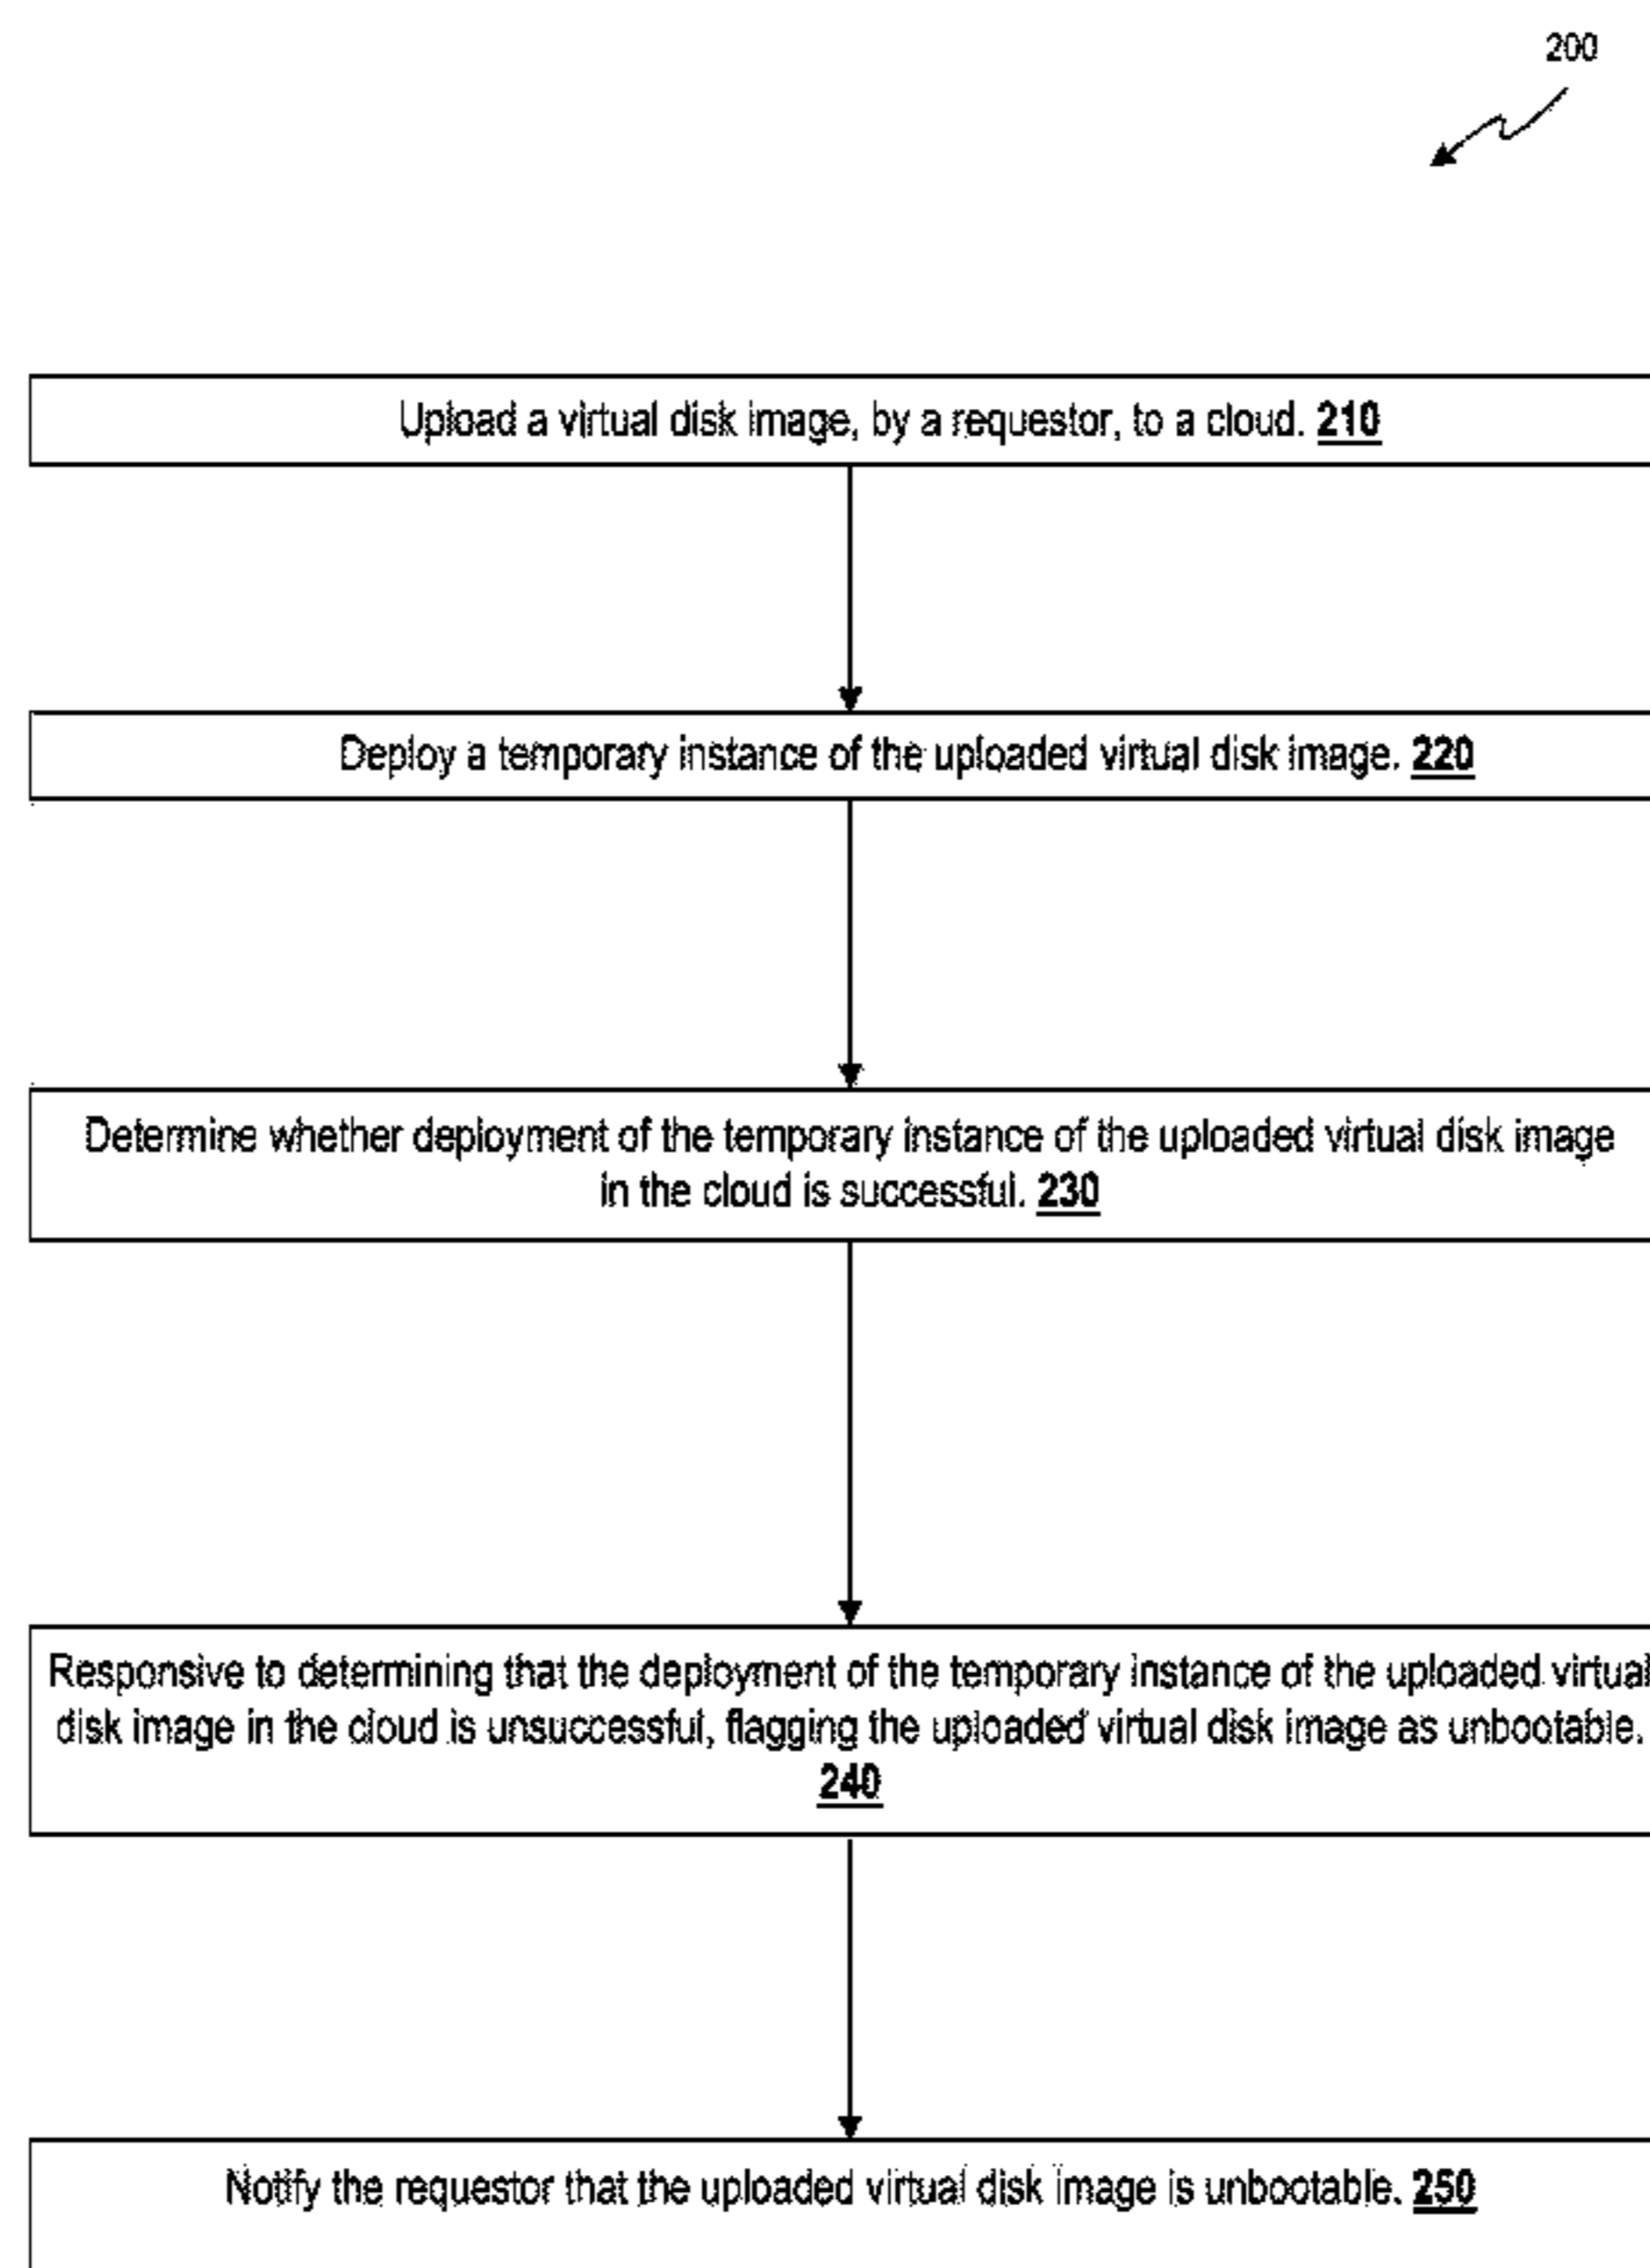 200
Upload a virtual disk image, by a requestor, to a cloud. 210
Deploy a temporary instance of the uploaded virtual disk image. 220
Determine whether deployment of the temporary instance of the uploaded virtual disk image
in the cloud is successful. 230
Responsive to determining that the deployment of the temporary instance of the uploaded virtual
disk image in the cloud is unsuccessful, flagging the uploaded virtual disk image as unbootable.
240
Notify the requestor that the uploaded virtual disk image is unbootable. 250